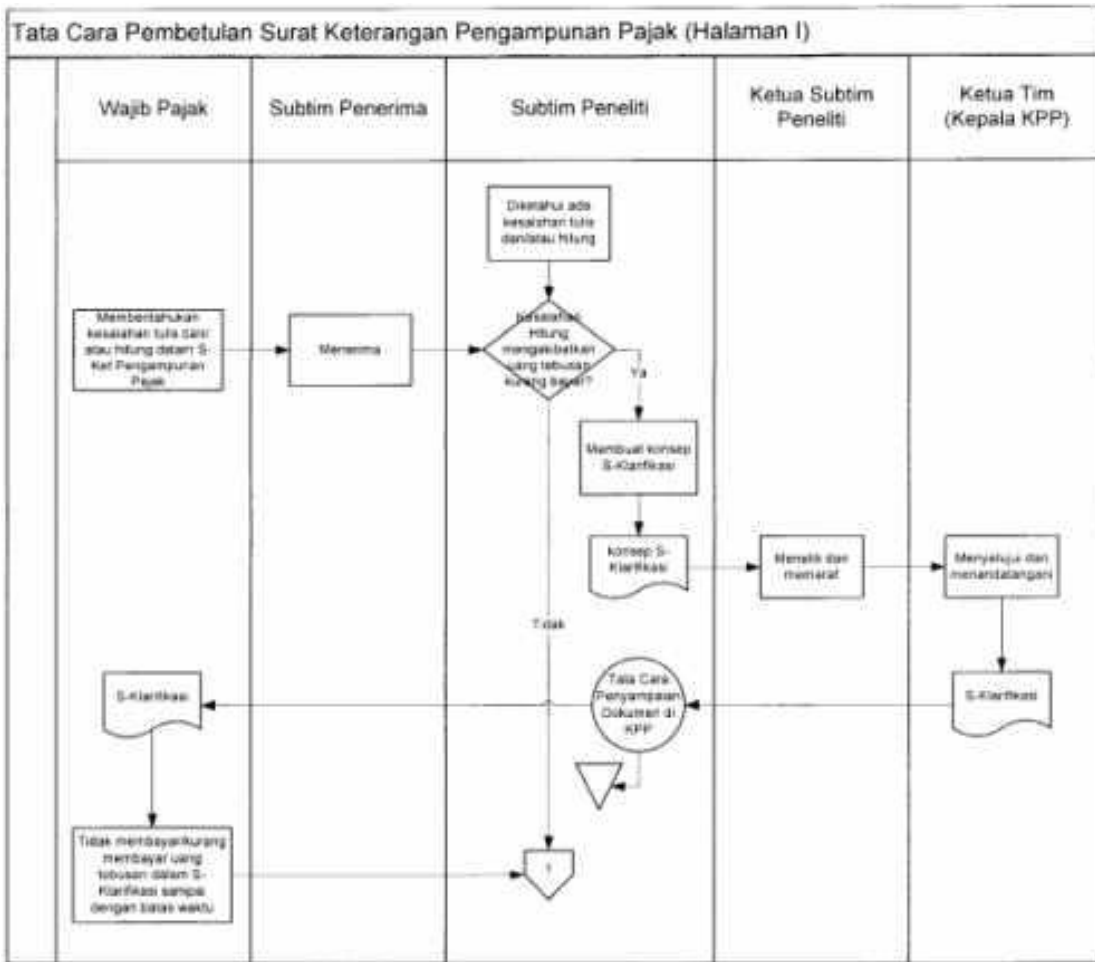 Tata Cara Pembetulan Surat Keterangan Pengampunan Pajak (Halaman I)
Wajib Pajak
Subtim Penerima
Subtim Peneliti
Ketua Subtim
Peneliti
Ketua Tim
(Kepala KPP)
Diketahui ada
kesalahan tulis
dan/atau hitung
Memberitahukan
kesalahan tulis dan/
atau hitung dalam S-
Ket Pengampunan
Pajak
Menerima
Kesalahan
Hitung
mengakibatkan
uang tebusan
kurang bayar?
Ya
Membuat konsep
S-Klarifikasi
konsep S-
Klarifikasi
Meneliti dan
memaraf
Menyetujui dan
menandatangani
Tidak
S-Klarifikasi
Tata Cara
Penyampaian
Dokumen di
KPP
S-Klarifikasi
Tidak membayar/kurang
membayar uang
tebusan dalam S-
Klarifikasi sampai
dengan batas waktu
1